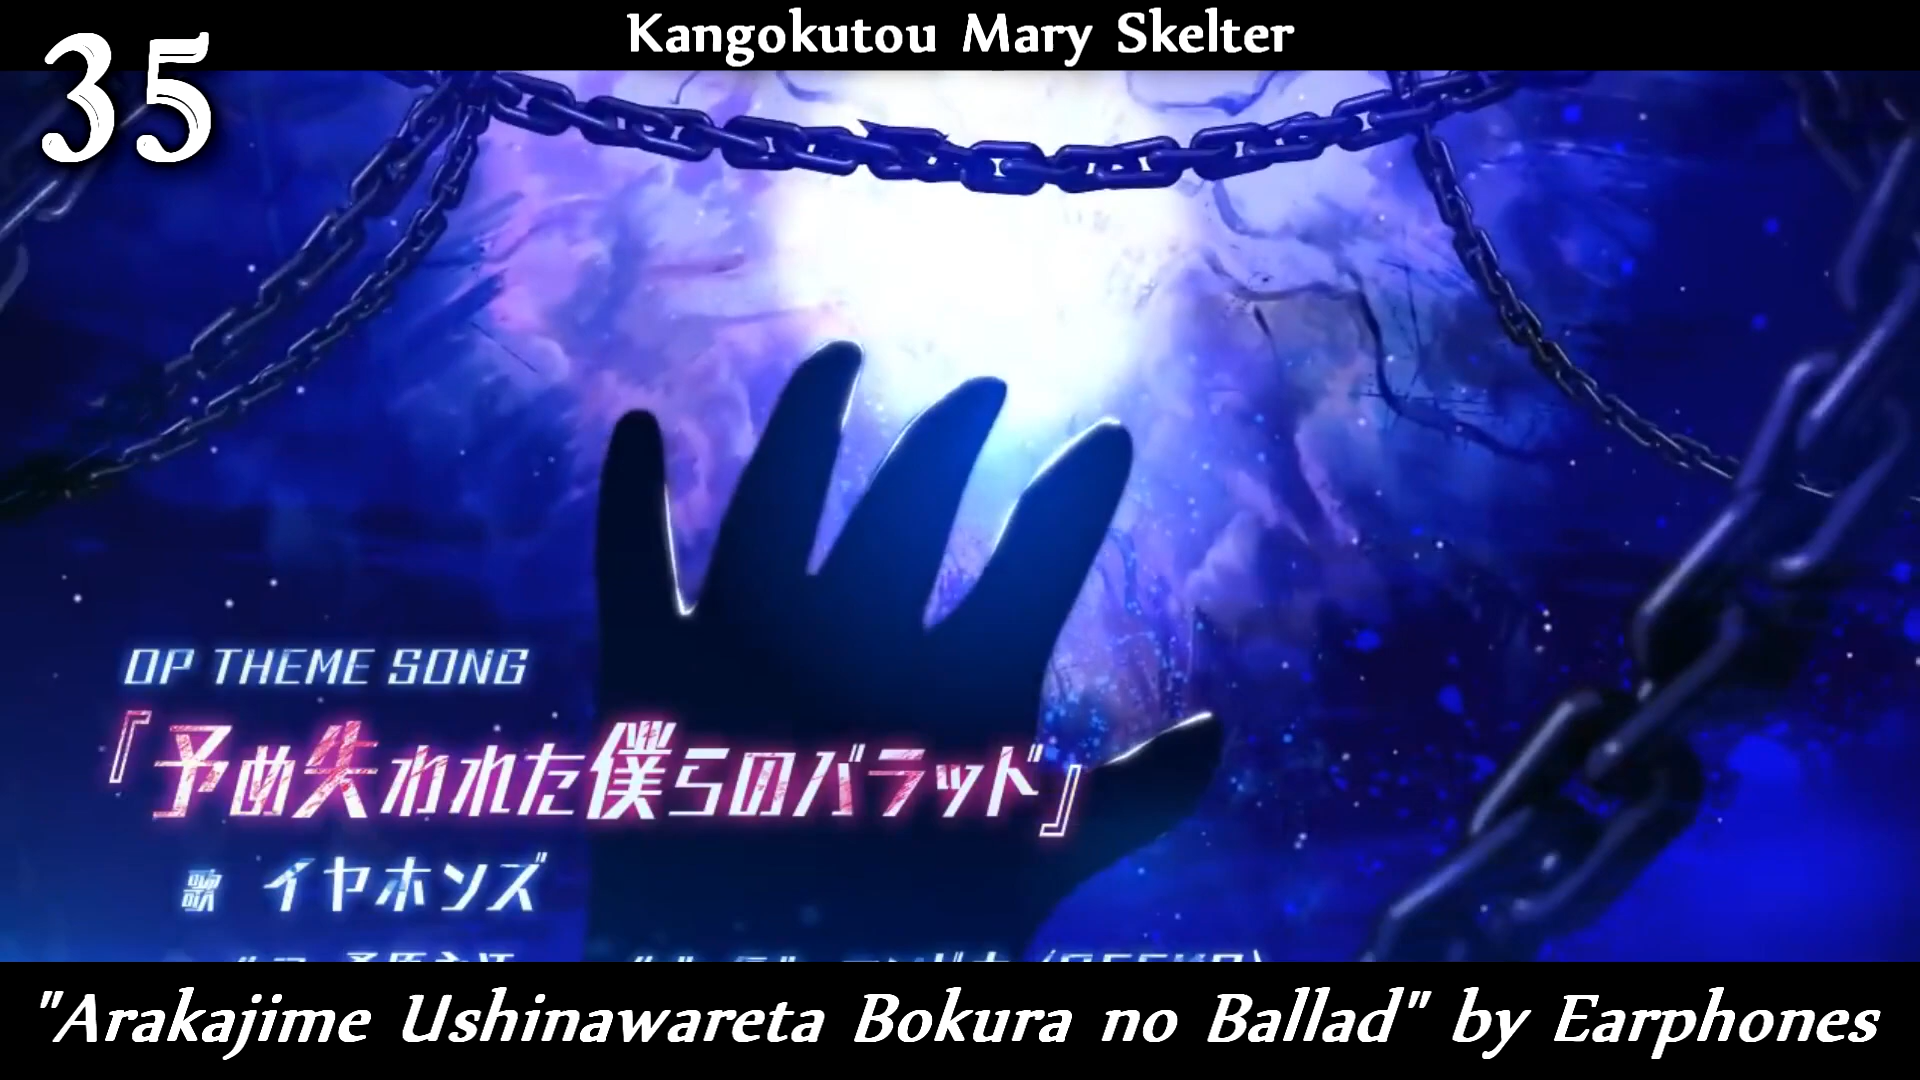 Kangokutou Mary Skelter
35
OP THEME SONG
『予め失われた僕らのバラッド』
歌 イヤホンズ
"Arakajime Ushinawareta Bokura no Ballad" by Earphones